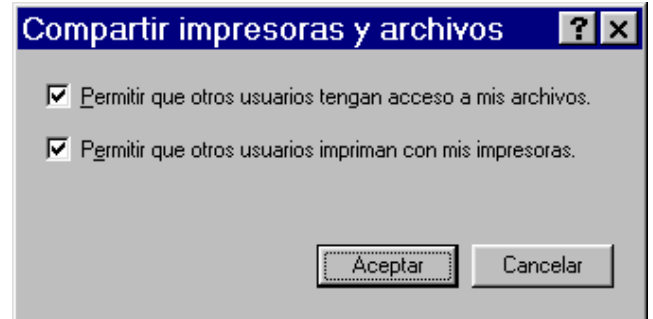 Compartir impresoras y archivos
Permitir que otros usuarios tengan acceso a mis archivos.
Permitir que otros usuarios impriman con mis impresoras.
Aceptar Cancelar